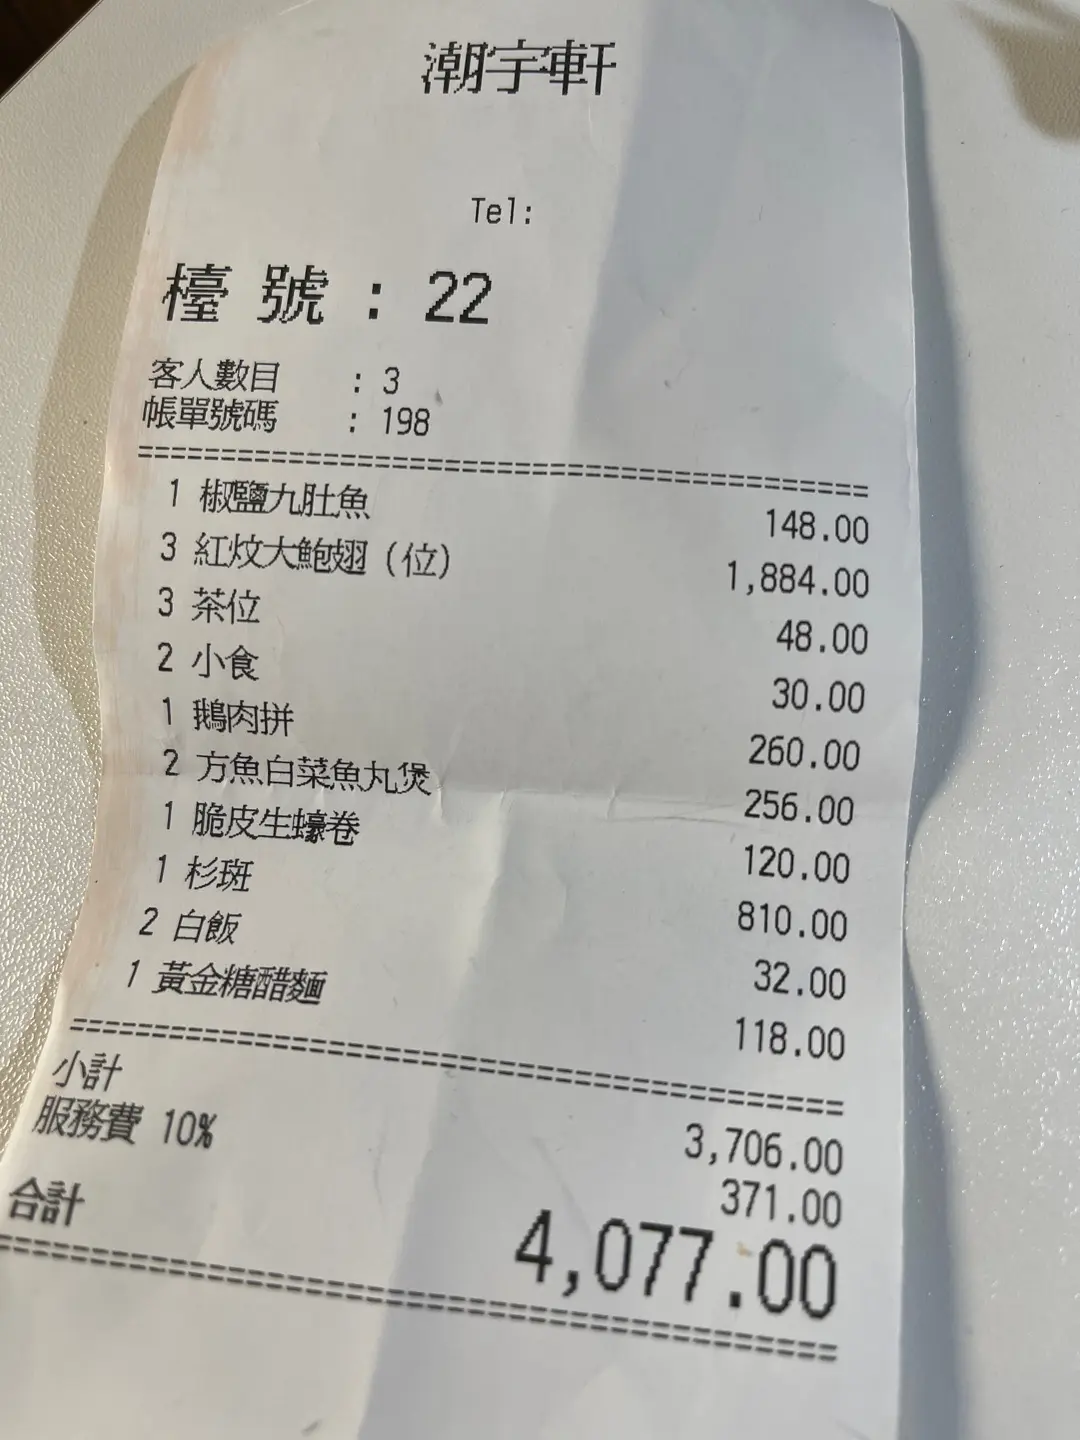 潮宇軒
Tel:
檯 號 : 22
客人數目 : 3
帳單號碼 : 198
1 椒鹽九肚魚 148.00
3 紅炆大鮑翅 (位) 1,884.00
3 茶位 48.00
2 小食 30.00
1 鵝肉拼 260.00
2 方魚白菜魚丸煲 256.00
1 脆皮生蠔卷 120.00
1 杉斑 810.00
2 白飯 32.00
1 黃金糖醋麵 118.00
小計 3,706.00
服務費 10% 371.00
合計 4,077.00